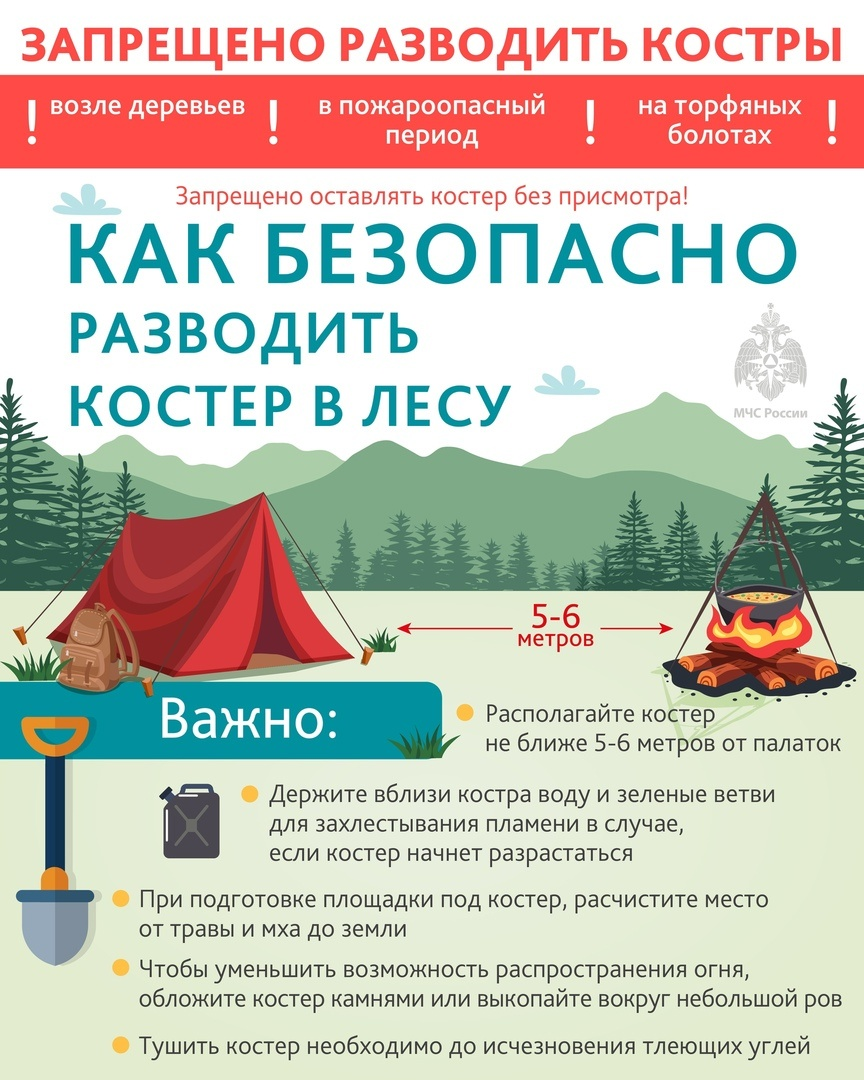 ЗАПРЕЩЕНО РАЗВОДИТЬ КОСТРЫ
! возле деревьев ! в пожароопасный период ! на торфяных болотах !
Запрещено оставлять костер без присмотра!
КАК БЕЗОПАСНО
РАЗВОДИТЬ
КОСТЕР В ЛЕСУ
МЧС России
5-6
метров
Важно:
Располагайте костер
не ближе 5-6 метров от палаток
Держите вблизи костра воду и зеленые ветви
для захлестывания пламени в случае,
если костер начнет разрастаться
При подготовке площадки под костер, расчистите место
от травы и мха до земли
Чтобы уменьшить возможность распространения огня,
обложите костер камнями или выкопайте вокруг небольшой ров
Тушить костер необходимо до исчезновения тлеющих углей